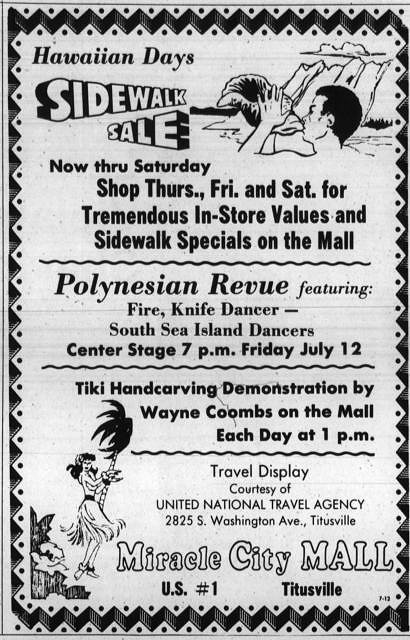 Hawaiian Days
SIDEWALK
SALE
Now thru Saturday
Shop Thurs., Fri. and Sat. for
Tremendous In-Store Values and
Sidewalk Specials on the Mall
Polynesian Revue featuring:
Fire, Knife Dancer —
South Sea Island Dancers
Center Stage 7 p.m. Friday July 12
Tiki Handcarving Demonstration by
Wayne Coombs on the Mall
Each Day at 1 p.m.
Travel Display
Courtesy of
UNITED NATIONAL TRAVEL AGENCY
2825 S. Washington Ave., Titusville
Miracle City MALL
U.S. #1 Titusville
7-12